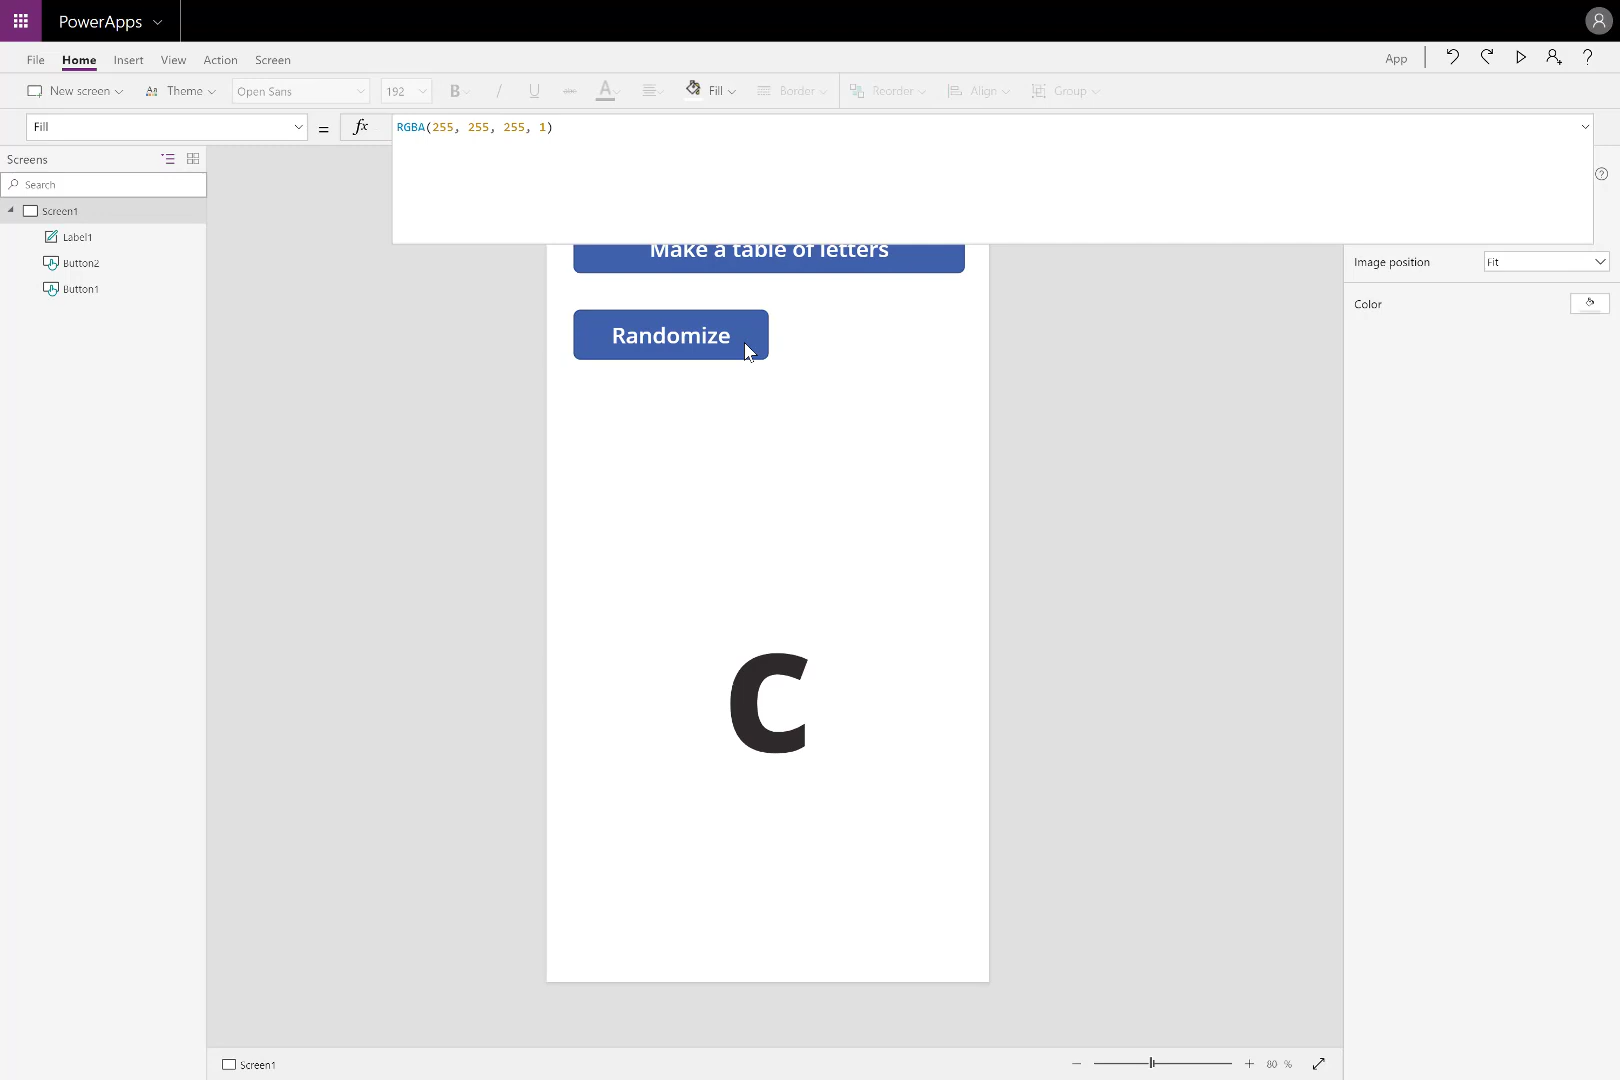 PowerApps
File Home Insert View Action Screen App
New screen Theme Open Sans 192 B / U abc A Fill Border Reorder Align Group
Fill = fx RGBA(255, 255, 255, 1)
Screens
Search
Screen1
Label1
Button2
Button1
Make a table of letters
Image position Fit
Color
Randomize
C
Screen1 80 %